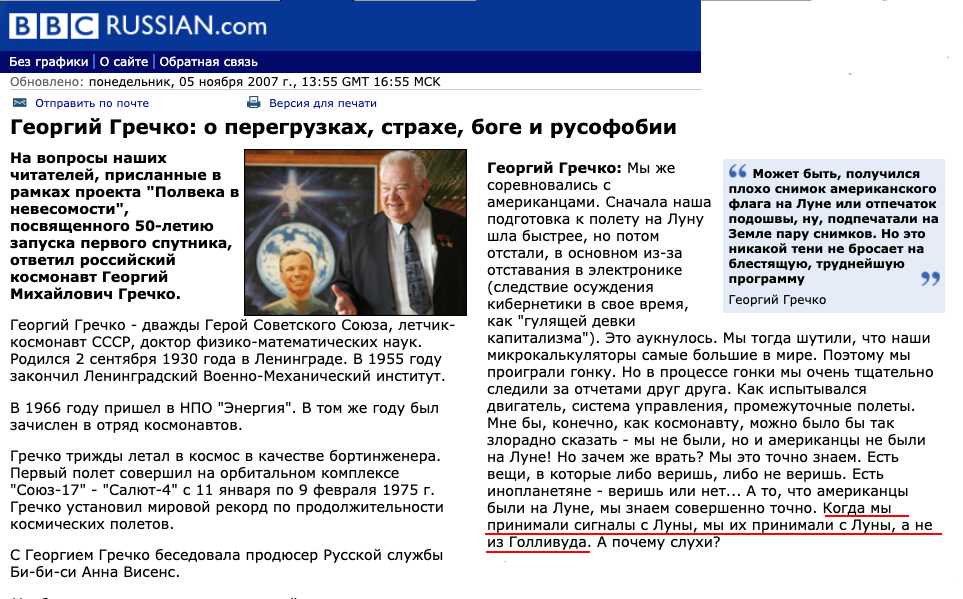 BBC RUSSIAN.com
Без графики | О сайте | Обратная связь
Обновлено: понедельник, 05 ноября 2007 г., 13:55 GMT 16:55 МСК
Отправить по почте
Версия для печати
Георгий Гречко: о перегрузках, страхе, боге и русофобии
На вопросы наших
читателей, присланные в
рамках проекта "Полвека в
невесомости",
посвященного 50-летию
запуска первого спутника,
ответил российский
космонавт Георгий
Михайлович Гречко.
Георгий Гречко - дважды Герой Советского Союза, летчик-
космонавт СССР, доктор физико-математических наук.
Родился 2 сентября 1930 года в Ленинграде. В 1955 году
закончил Ленинградский Военно-Механический институт.
В 1966 году пришел в НПО "Энергия". В том же году был
зачислен в отряд космонавтов.
Гречко трижды летал в космос в качестве бортинженера.
Первый полет совершил на орбитальном комплексе
"Союз-17" - "Салют-4" с 11 января по 9 февраля 1975 г.
Гречко установил мировой рекорд по продолжительности
космических полетов.
С Георгием Гречко беседовала продюсер Русской службы
Би-би-си Анна Висенс.
Георгий Гречко: Мы же
соревновались с
американцами. Сначала наша
подготовка к полету на Луну
шла быстрее, но потом
отстали, в основном из-за
отставания в электронике
(следствие осуждения
кибернетики в свое время,
как "гулящей девки
капитализма"). Это аукнулось. Мы тогда шутили, что наши
микрокалькуляторы самые большие в мире. Поэтому мы
проиграли гонку. Но в процессе гонки мы очень тщательно
следили за отчетами друг друга. Как испытывался
двигатель, система управления, промежуточные полеты.
Мне бы, конечно, как космонавту, можно было бы так
злорадно сказать - мы не были, но и американцы не были
на Луне! Но зачем же врать? Мы это точно знаем. Есть
вещи, в которые либо веришь, либо не веришь. Есть
инопланетяне - веришь или нет... А то, что американцы
были на Луне, мы знаем совершенно точно. Когда мы
принимали сигналы с Луны, мы их принимали с Луны, а не
из Голливуда. А почему слухи?
“ Может быть, получился
плохо снимок американского
флага на Луне или отпечаток
подошвы, ну, подпечатали на
Земле пару снимков. Но это
никакой тени не бросает на
блестящую, труднейшую
программу ”
Георгий Гречко